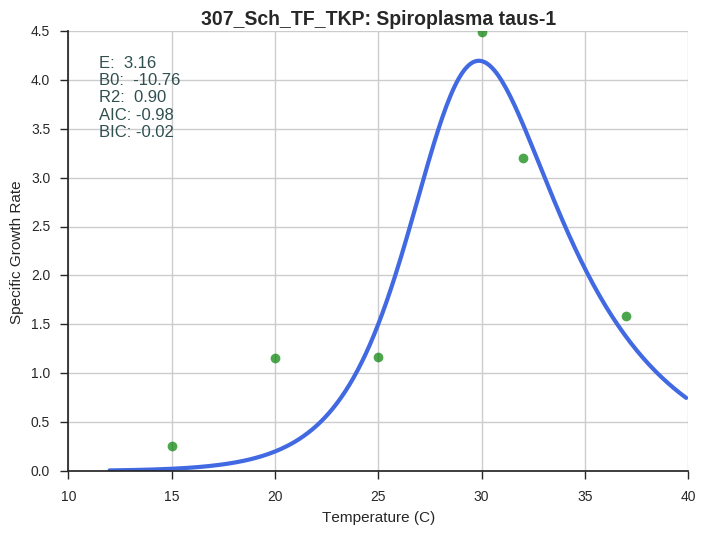 307_Sch_TF_TKP: Spiroplasma taus-1
E: 3.16
B0: -10.76
R2: 0.90
AIC: -0.98
BIC: -0.02
Specific Growth Rate
4.5
4.0
3.5
3.0
2.5
2.0
1.5
1.0
0.5
0.0
10 15 20 25 30 35 40
Temperature (C)